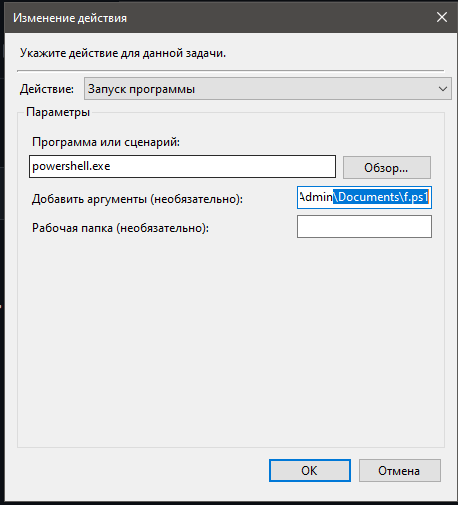 Изменение действия
Укажите действие для данной задачи.
Действие: Запуск программы
Параметры
Программа или сценарий:
powershell.exe Обзор...
Добавить аргументы (необязательно): Admin\Documents\f.ps1
Рабочая папка (необязательно):
ОК Отмена